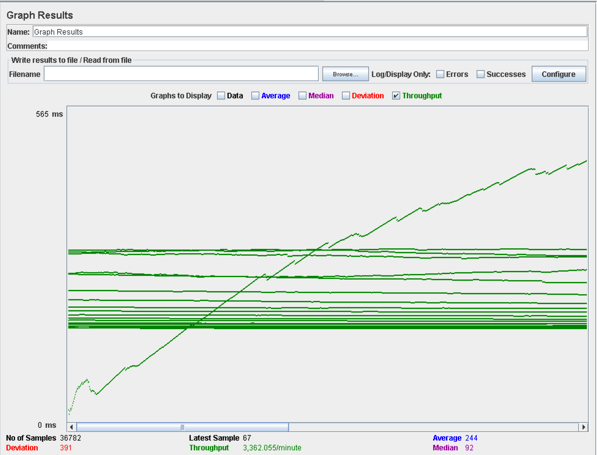 Graph Results
Name: Graph Results
Comments:
Write results to file / Read from file
Filename Browse... Log/Display Only: Errors Successes Configure
Graphs to Display Data Average Median Deviation Throughput
565 ms
0 ms
No of Samples 36782 Latest Sample 67 Average 244
Deviation 391 Throughput 3,362.055/minute Median 92